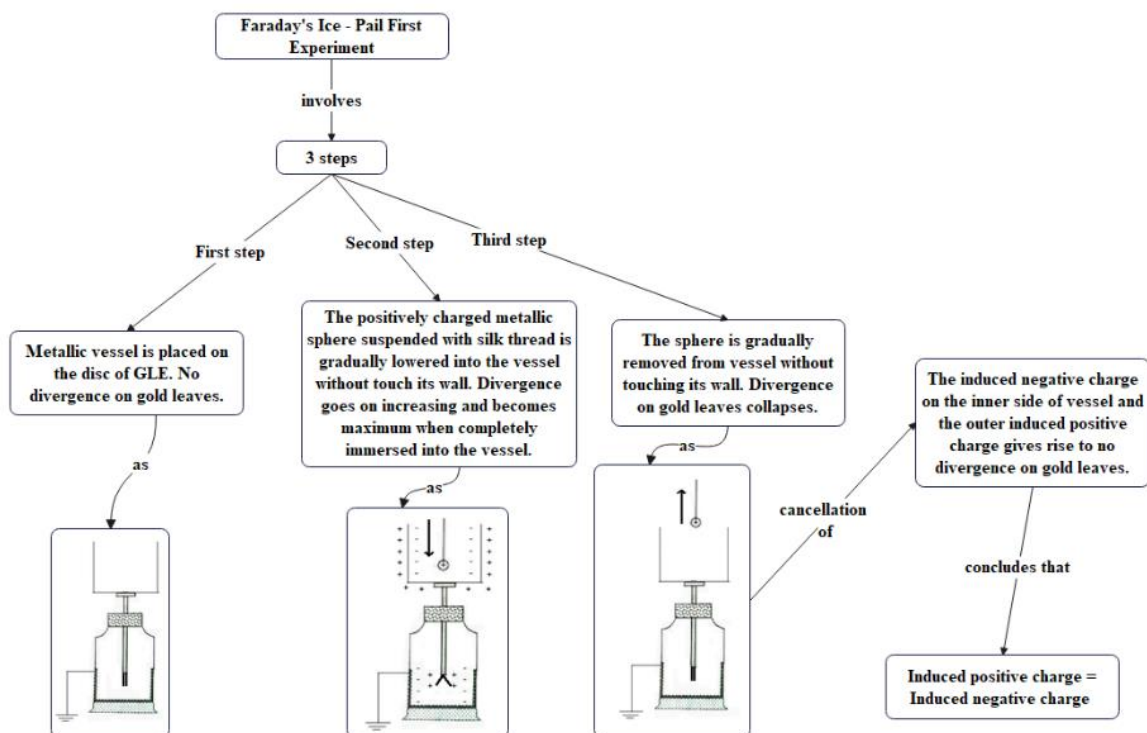 Faraday's Ice - Pail First
Experiment
involves
3 steps
First step
Second step
Third step
Metallic vessel is placed on
the disc of GLE. No
divergence on gold leaves.
The positively charged metallic
sphere suspended with silk thread is
gradually lowered into the vessel
without touch its wall. Divergence
goes on increasing and becomes
maximum when completely
immersed into the vessel.
The sphere is gradually
removed from vessel without
touching its wall. Divergence
on gold leaves collapses.
The induced negative charge
on the inner side of vessel and
the outer induced positive
charge gives rise to no
divergence on gold leaves.
as
as
as
cancellation
of
concludes that
Induced positive charge =
Induced negative charge